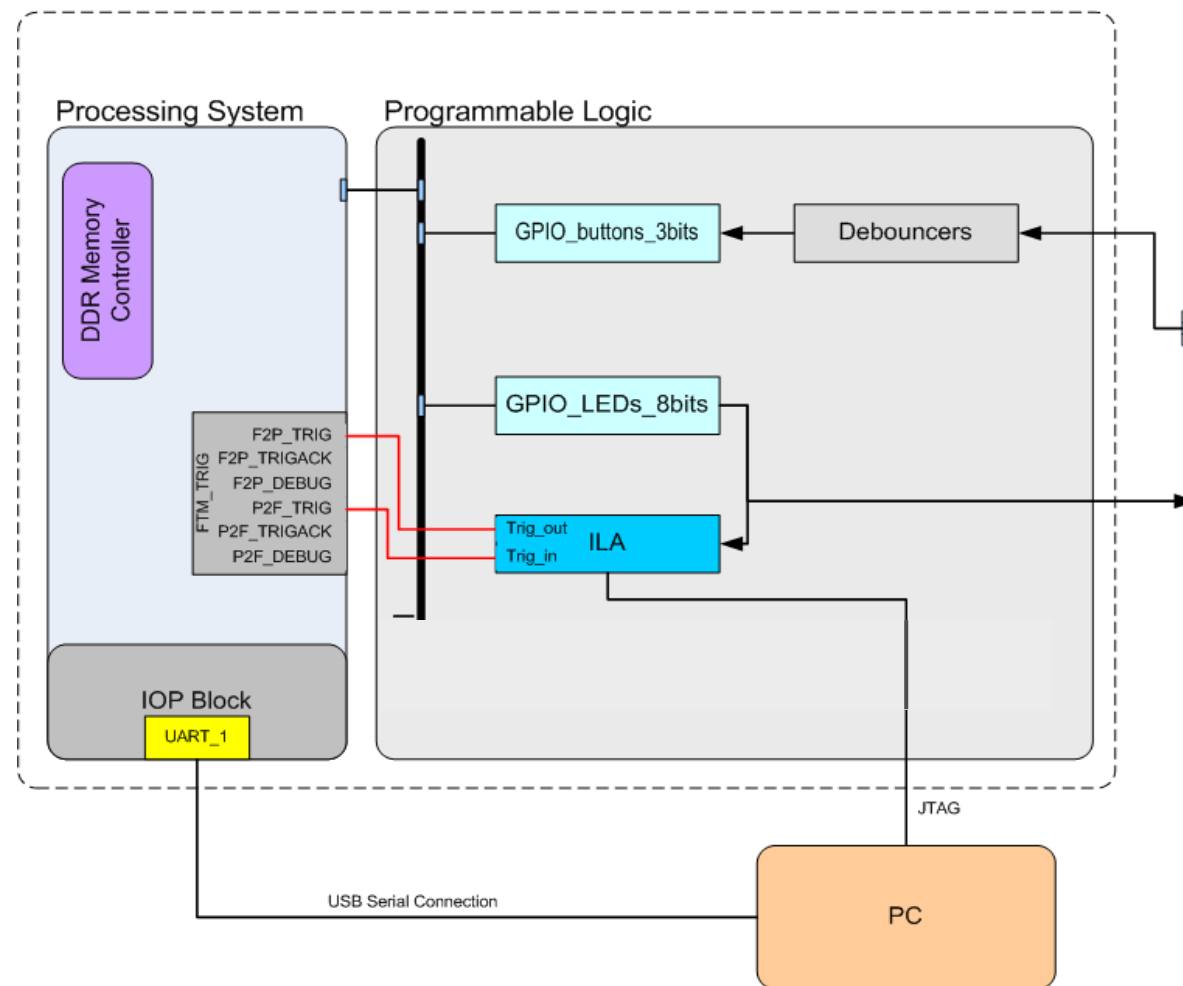 Processing System
Programmable Logic
DDR Memory
Controller
GPIO_buttons_3bits
Debouncers
GPIO_LEDs_8bits
FTM_TRIG
F2P_TRIG
F2P_TRIGACK
F2P_DEBUG
P2F_TRIG
P2F_TRIGACK
P2F_DEBUG
Trig_out
Trig_in
ILA
IOP Block
UART_1
JTAG
USB Serial Connection
PC